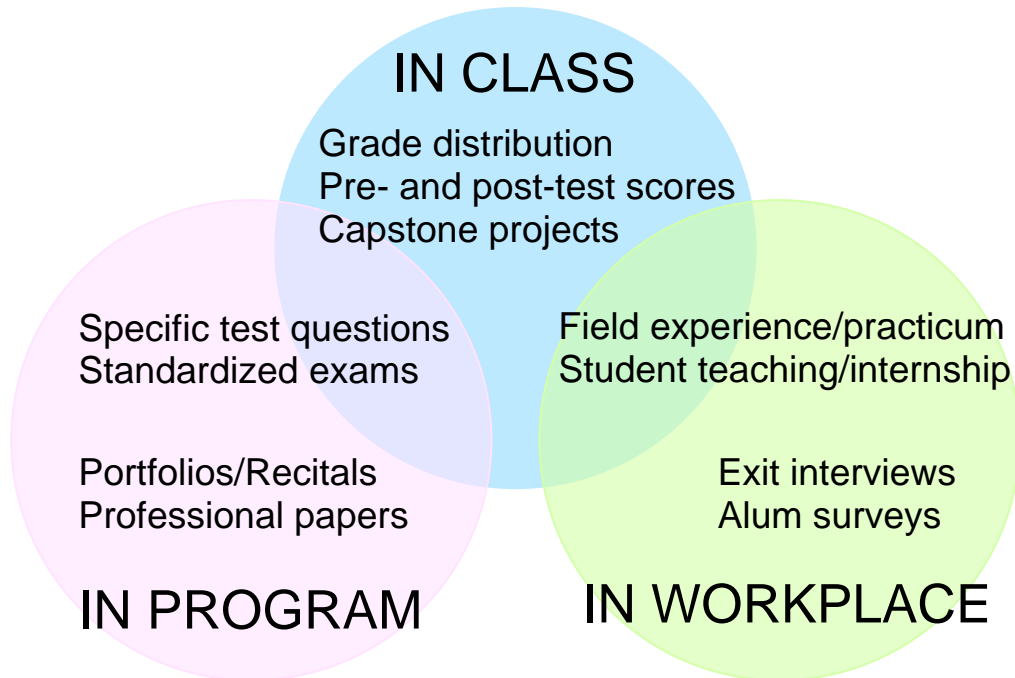 IN CLASS
Grade distribution
Pre- and post-test scores
Capstone projects
Specific test questions
Standardized exams
Portfolios/Recitals
Professional papers
IN PROGRAM
Field experience/practicum
Student teaching/internship
Exit interviews
Alum surveys
IN WORKPLACE